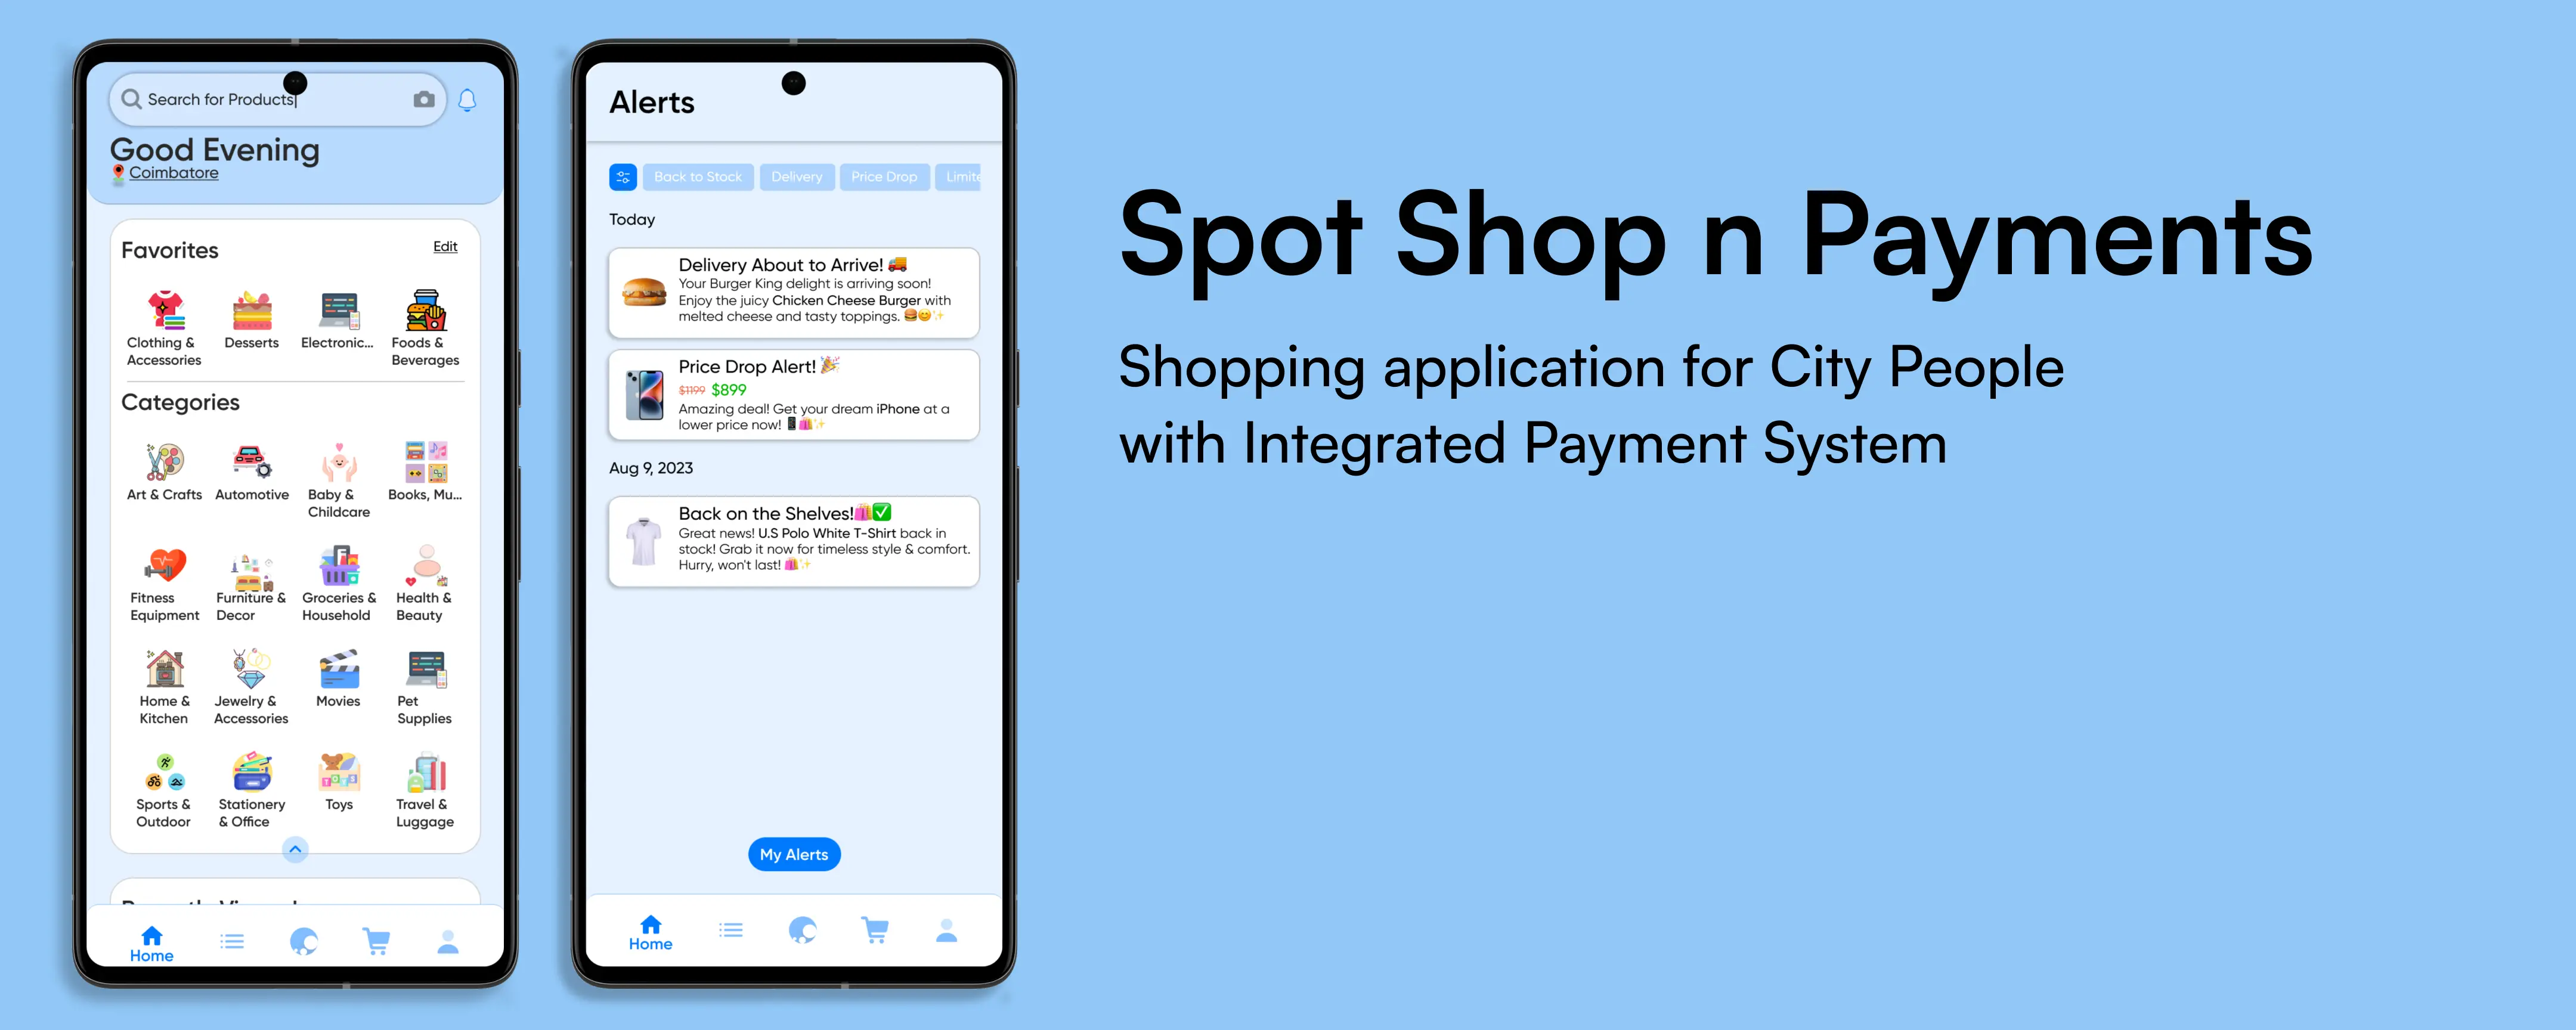 Search for Products
Good Evening
Coimbatore
Favorites
Edit
Clothing &
Accessories
Desserts
Electronic...
Foods &
Beverages
Categories
Art & Crafts
Automotive
Baby &
Childcare
Books, Mu...
Fitness
Equipment
Furniture &
Decor
Groceries &
Household
Health &
Beauty
Home &
Kitchen
Jewelry &
Accessories
Movies
Pet
Supplies
Sports &
Outdoor
Stationery
& Office
Toys
Travel &
Luggage
Home
Alerts
Back to Stock
Delivery
Price Drop
Limite
Today
Delivery About to Arrive! 🚚
Your Burger King delight is arriving soon!
Enjoy the juicy Chicken Cheese Burger with
melted cheese and tasty toppings. 🍔😊✨
Price Drop Alert! 🎉
$1199 $899
Amazing deal! Get your dream iPhone at a
lower price now! 📱🛍️✨
Aug 9, 2023
Back on the Shelves!🛍️✅
Great news! U.S Polo White T-Shirt back in
stock! Grab it now for timeless style & comfort.
Hurry, won't last! 🛍️✨
My Alerts
Home
Spot Shop n Payments
Shopping application for City People
with Integrated Payment System